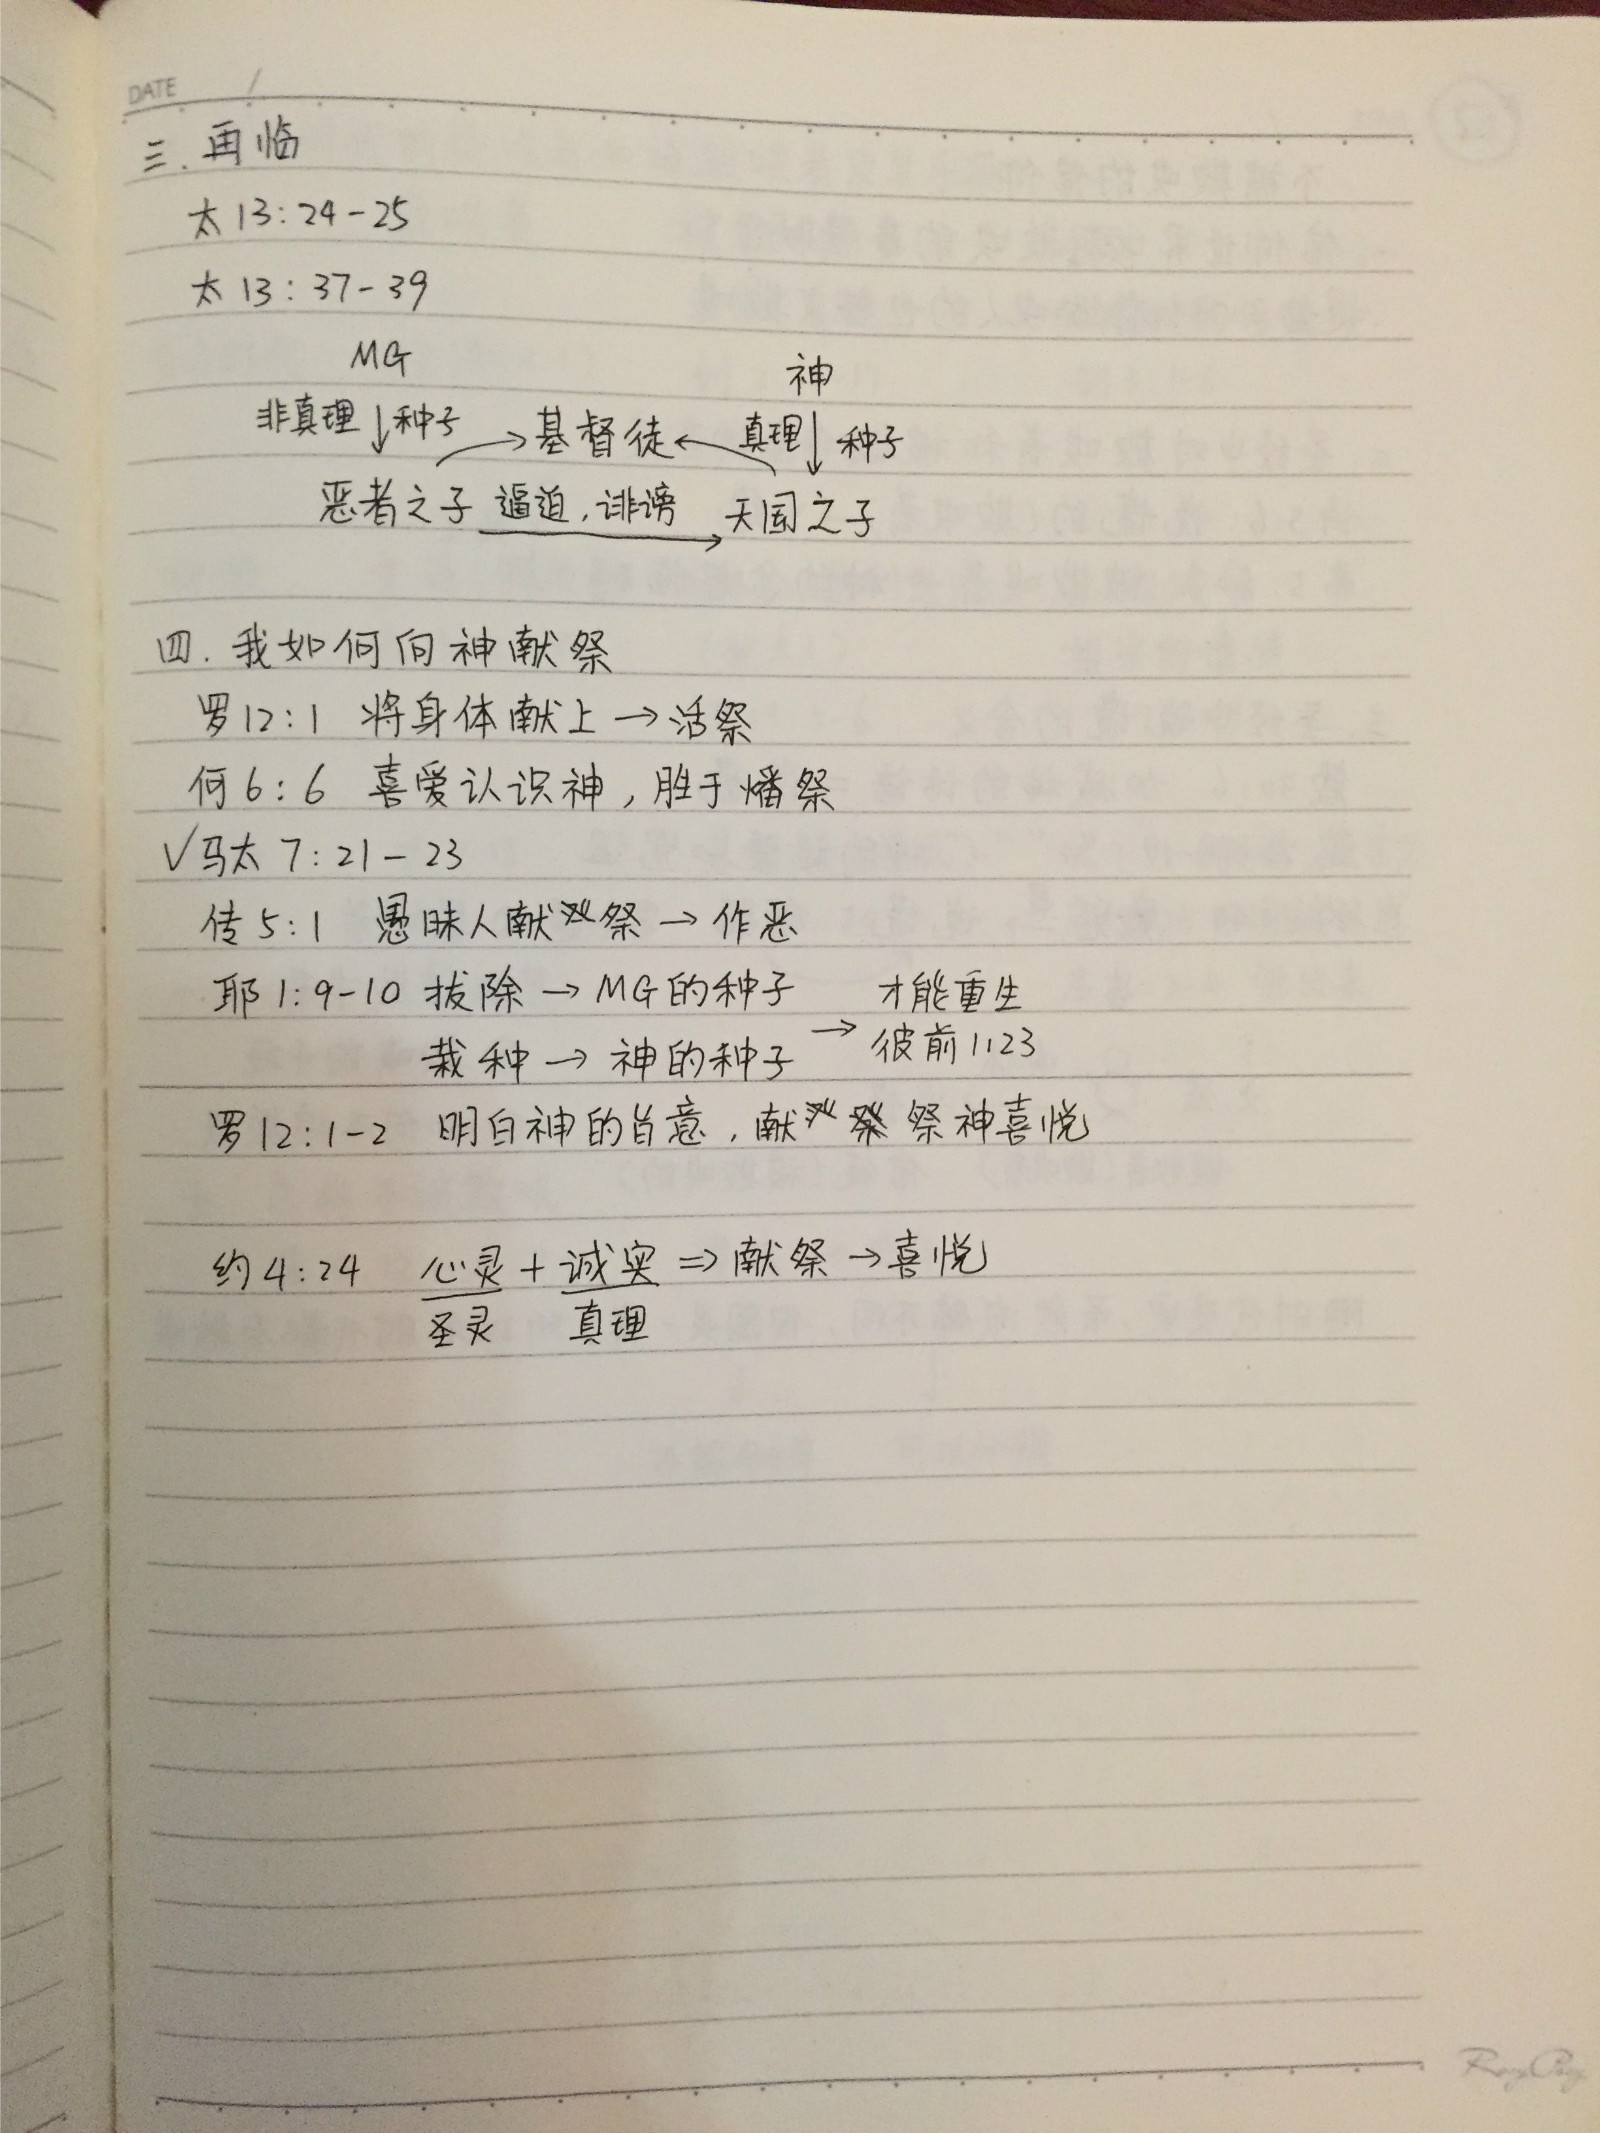 DATE /
三. 再临
太13:24-25
太13:37-39
MG 神
非真理 ↓ 种子 → 基督徒 ← 真理 ↓ 种子
恶者之子 逼迫,诽谤 → 天国之子
四. 我如何向神献祭
罗12:1 将身体献上→活祭
何6:6 喜爱认识神,胜于燔祭
√马太7:21-23
传5:1 愚昧人献祭→作恶
耶1:9-10 拔除→MG的种子 → 才能重生
栽种→神的种子 彼前1:23
罗12:1-2 明白神的旨意,献祭神喜悦
约4:24 心灵+诚实⇒献祭→喜悦
圣灵 真理